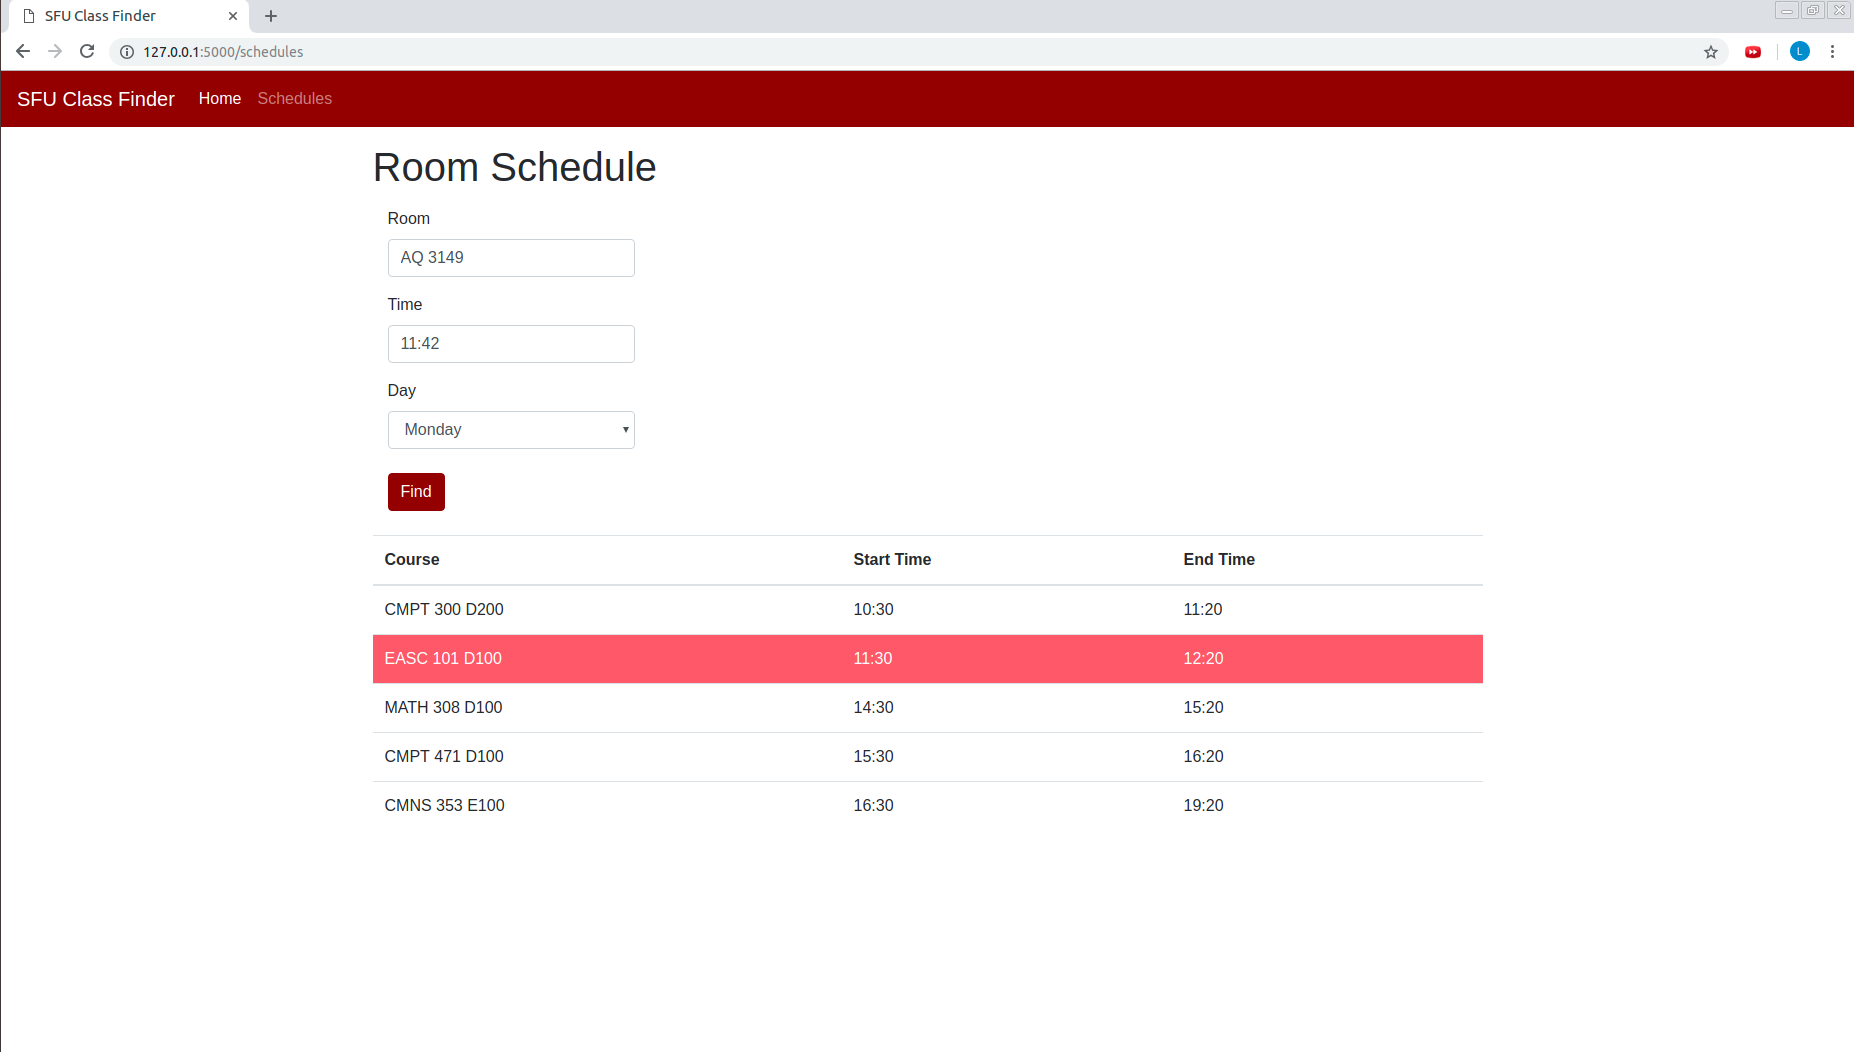 SFU Class Finder
127.0.0.1:5000/schedules
L
SFU Class Finder Home Schedules
Room Schedule
Room
AQ 3149
Time
11:42
Day
Monday
Find
Course Start Time End Time
CMPT 300 D200 10:30 11:20
EASC 101 D100 11:30 12:20
MATH 308 D100 14:30 15:20
CMPT 471 D100 15:30 16:20
CMNS 353 E100 16:30 19:20